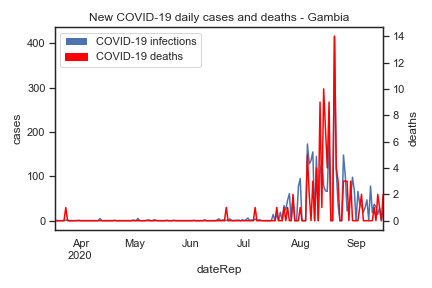 New COVID-19 daily cases and deaths - Gambia
COVID-19 infections
COVID-19 deaths
400
300
200
100
0
cases
14
12
10
8
6
4
2
0
deaths
Apr
2020
May
Jun
Jul
Aug
Sep
dateRep